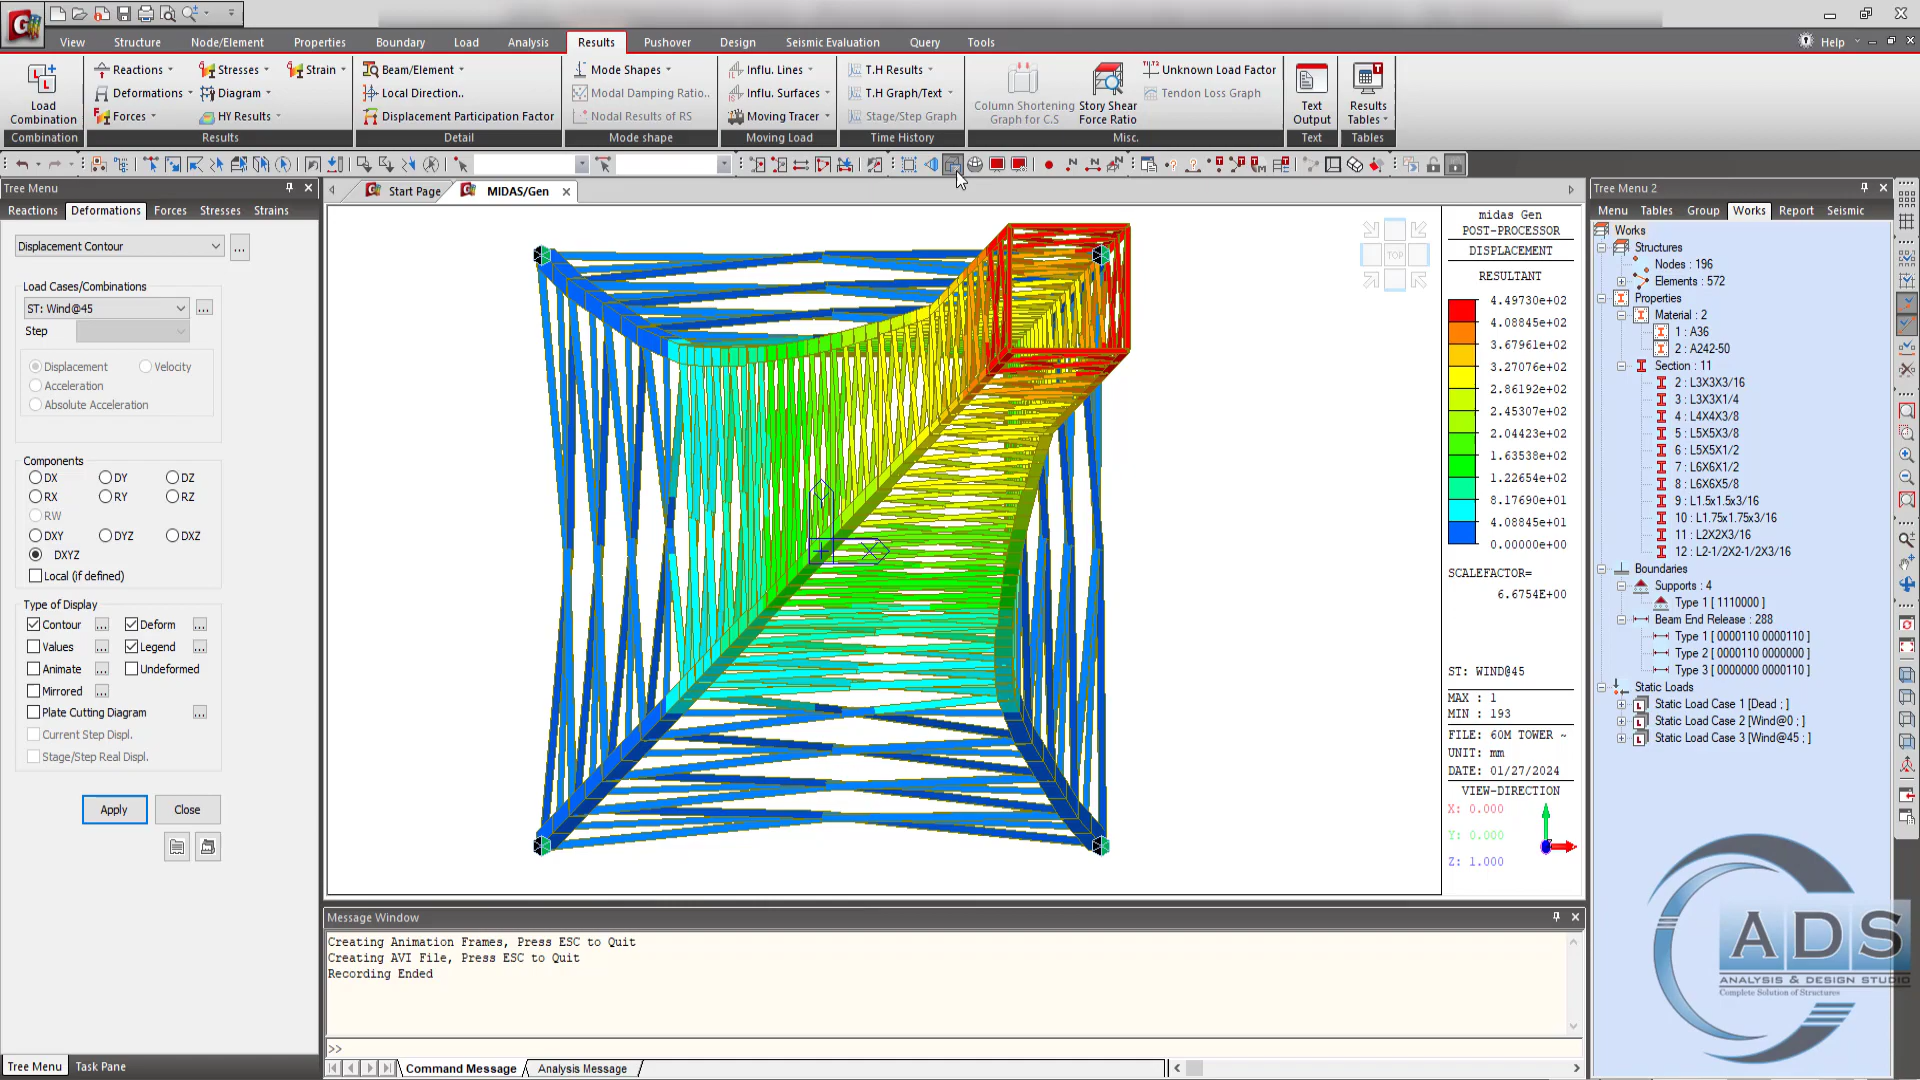 View Structure Node/Element Properties Boundary Load Analysis Results Pushover Design Seismic Evaluation Query Tools Help
Load Combination
Combination
Reactions
Deformations
Forces
Stresses
Diagram
HY Results
Strain
Results
Beam/Element
Local Direction..
Displacement Participation Factor
Detail
Mode Shapes
Modal Damping Ratio..
Nodal Results of RS
Mode shape
Influ. Lines
Influ. Surfaces
Moving Tracer
Moving Load
T.H Results
T.H Graph/Text
Stage/Step Graph
Time History
Column Shortening
Graph for C.S
Story Shear
Force Ratio
Unknown Load Factor
Tendon Loss Graph
Misc.
Text
Output
Text
Results
Tables
Tables
Tree Menu
Reactions Deformations Forces Stresses Strains
Displacement Contour
...
Load Cases/Combinations
ST: Wind@45
...
Step
Displacement Velocity
Acceleration
Absolute Acceleration
Components
DX DY DZ
RX RY RZ
RW
DXY DYZ DXZ
DXYZ
Local (if defined)
Type of Display
Contour ... Deform ...
Values ... Legend ...
Animate ... Undeformed
Mirrored ...
Plate Cutting Diagram ...
Current Step Displ.
Stage/Step Real Displ.
Apply Close
Tree Menu Task Pane
Start Page MIDAS/Gen
TOP
midas Gen
POST-PROCESSOR
DISPLACEMENT
RESULTANT
4.49730e+02
4.08845e+02
3.67961e+02
3.27076e+02
2.86192e+02
2.45307e+02
2.04423e+02
1.63538e+02
1.22654e+02
8.17690e+01
4.08845e+01
0.00000e+00
SCALEFACTOR=
6.6754E+00
ST: WIND@45
MAX : 1
MIN : 193
FILE: 60M TOWER ~
UNIT: mm
DATE: 01/27/2024
VIEW-DIRECTION
X: 0.000
Y: 0.000
Z: 1.000
Message Window
Creating Animation Frames, Press ESC to Quit
Creating AVI File, Press ESC to Quit
Recording Ended
>>
Command Message Analysis Message
Tree Menu 2
Menu Tables Group Works Report Seismic
Works
Structures
Nodes : 196
Elements : 572
Properties
Material : 2
1 : A36
2 : A242-50
Section : 11
2 : L3X3X3/16
3 : L3X3X1/4
4 : L4X4X3/8
5 : L5X5X3/8
6 : L5X5X1/2
7 : L6X6X1/2
8 : L6X6X5/8
9 : L1.5x1.5x3/16
10 : L1.75x1.75x3/16
11 : L2X2X3/16
12 : L2-1/2X2-1/2X3/16
Boundaries
Supports : 4
Type 1 [ 1110000 ]
Beam End Release : 288
Type 1 [ 0000110 0000110 ]
Type 2 [ 0000110 0000000 ]
Type 3 [ 0000000 0000110 ]
Static Loads
Static Load Case 1 [Dead ; ]
Static Load Case 2 [Wind@0 ; ]
Static Load Case 3 [Wind@45 ; ]
ADS
ANALYSIS & DESIGN STUDIO
Complete Solution of Structures